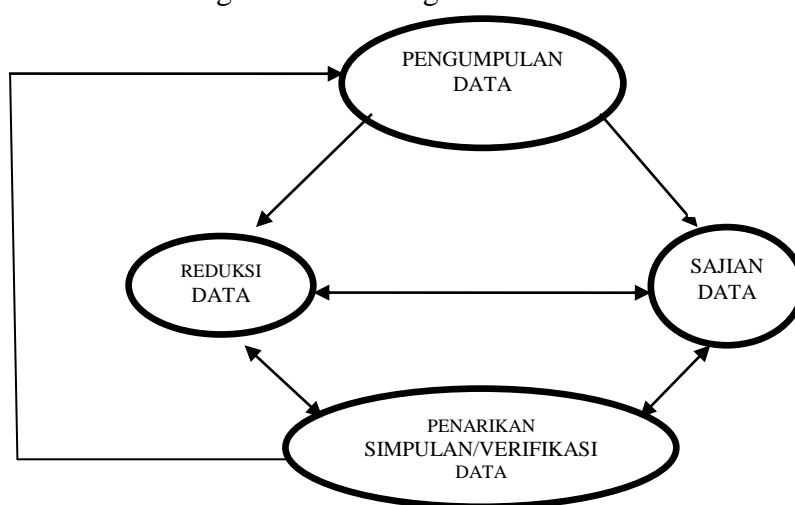 PENGUMPULAN
DATA
REDUKSI
DATA
SAJIAN
DATA
PENARIKAN
SIMPULAN/VERIFIKASI
DATA